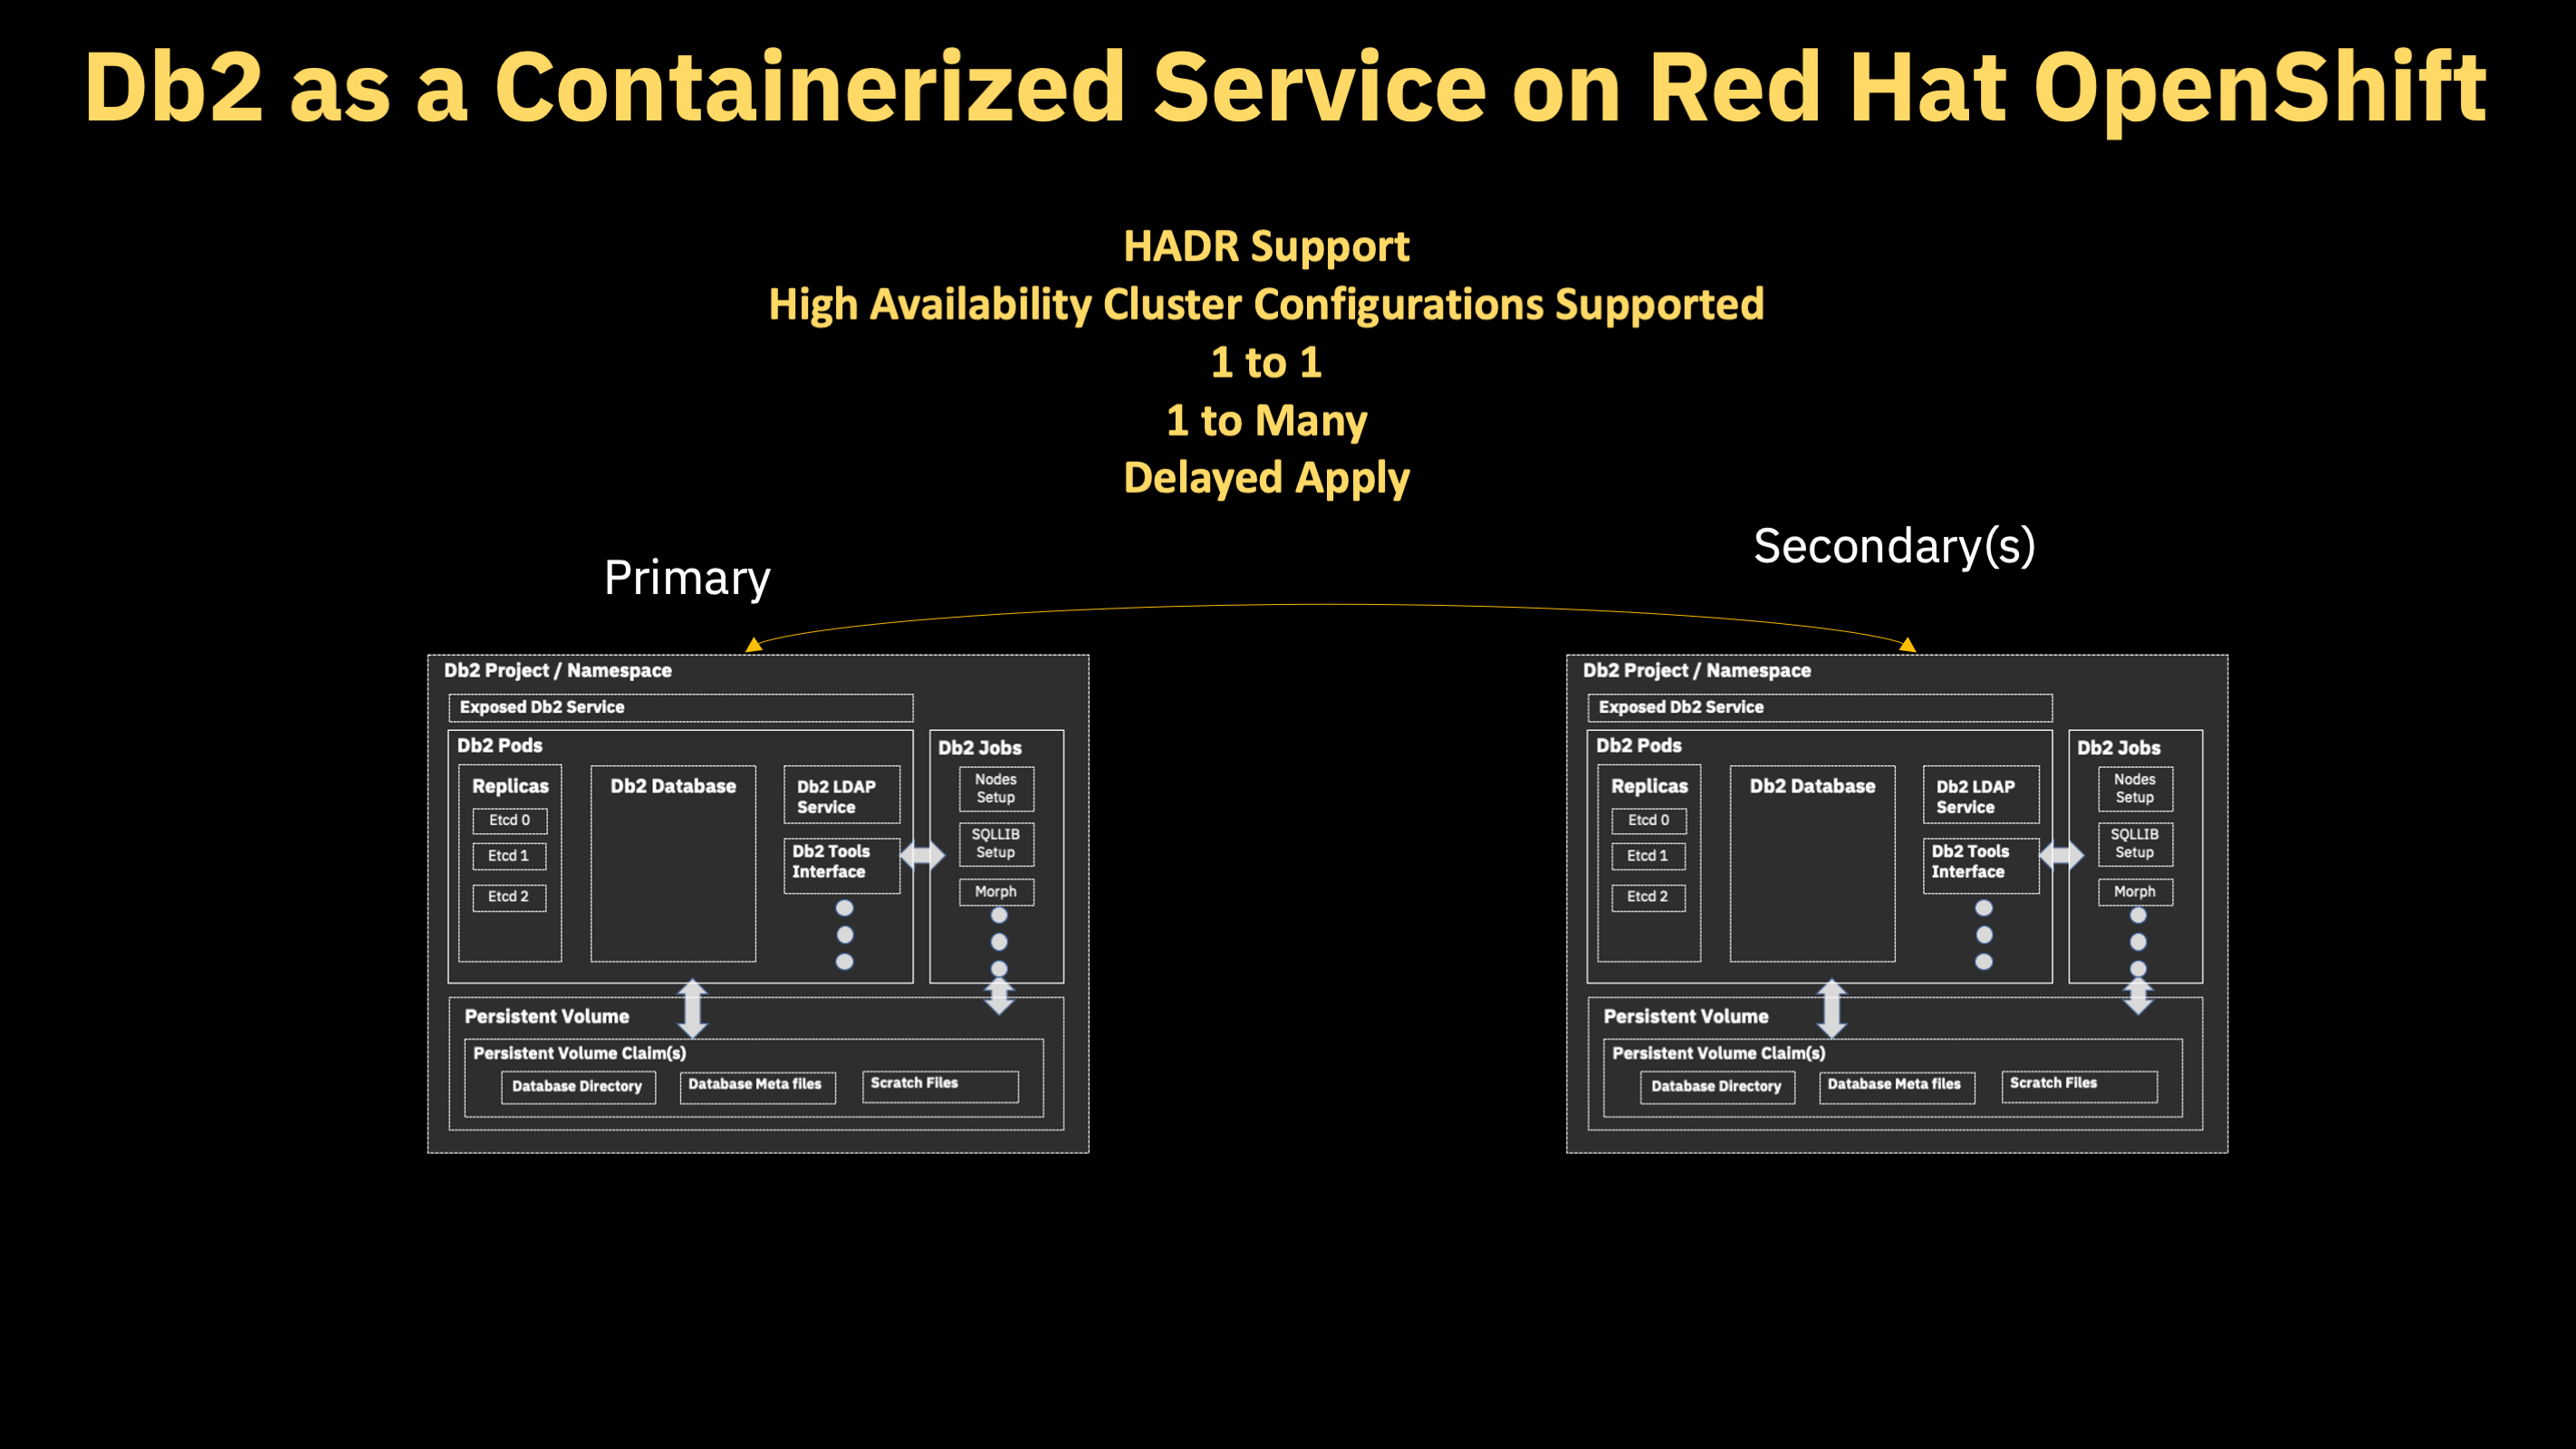 Db2 as a Containerized Service on Red Hat OpenShift
HADR Support
High Availability Cluster Configurations Supported
1 to 1
1 to Many
Delayed Apply
Primary
Secondary(s)
Db2 Project / Namespace
Exposed Db2 Service
Db2 Pods
Replicas
Etcd 0
Etcd 1
Etcd 2
Db2 Database
Db2 LDAP
Service
Db2 Tools
Interface
Db2 Jobs
Nodes
Setup
SQLLIB
Setup
Morph
Persistent Volume
Persistent Volume Claim(s)
Database Directory
Database Meta files
Scratch Files
Db2 Project / Namespace
Exposed Db2 Service
Db2 Pods
Replicas
Etcd 0
Etcd 1
Etcd 2
Db2 Database
Db2 LDAP
Service
Db2 Tools
Interface
Db2 Jobs
Nodes
Setup
SQLLIB
Setup
Morph
Persistent Volume
Persistent Volume Claim(s)
Database Directory
Database Meta files
Scratch Files